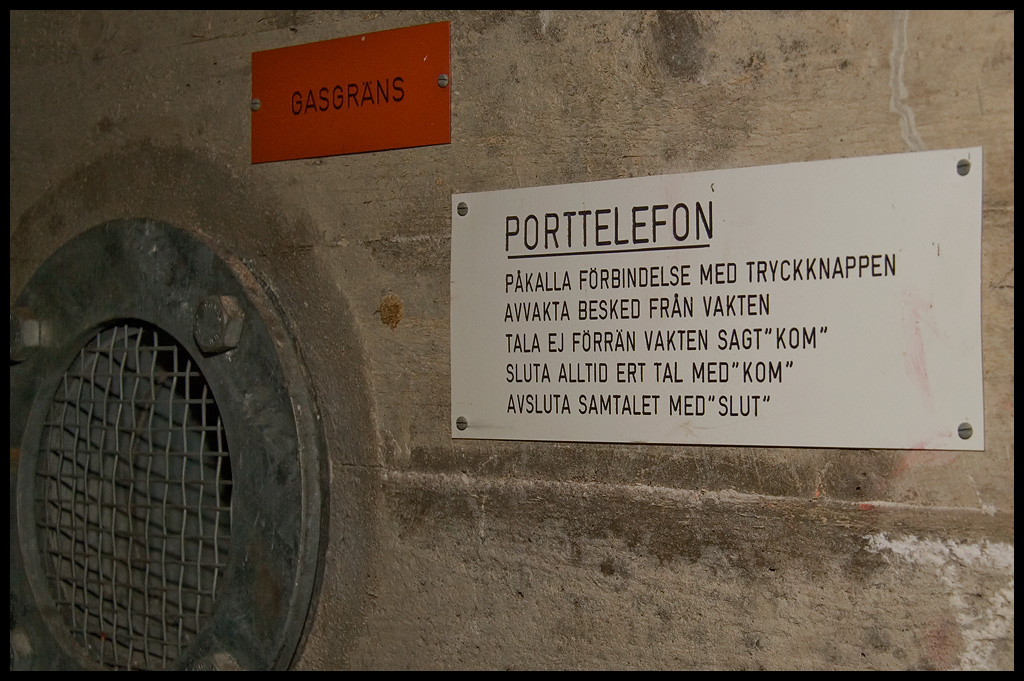 GASGRÄNS
PORTTELEFON
PÅKALLA FÖRBINDELSE MED TRYCKKNAPPEN
AVVAKTA BESKED FRÅN VAKTEN
TALA EJ FÖRRÄN VAKTEN SAGT"KOM"
SLUTA ALLTID ERT TAL MED"KOM"
AVSLUTA SAMTALET MED"SLUT"